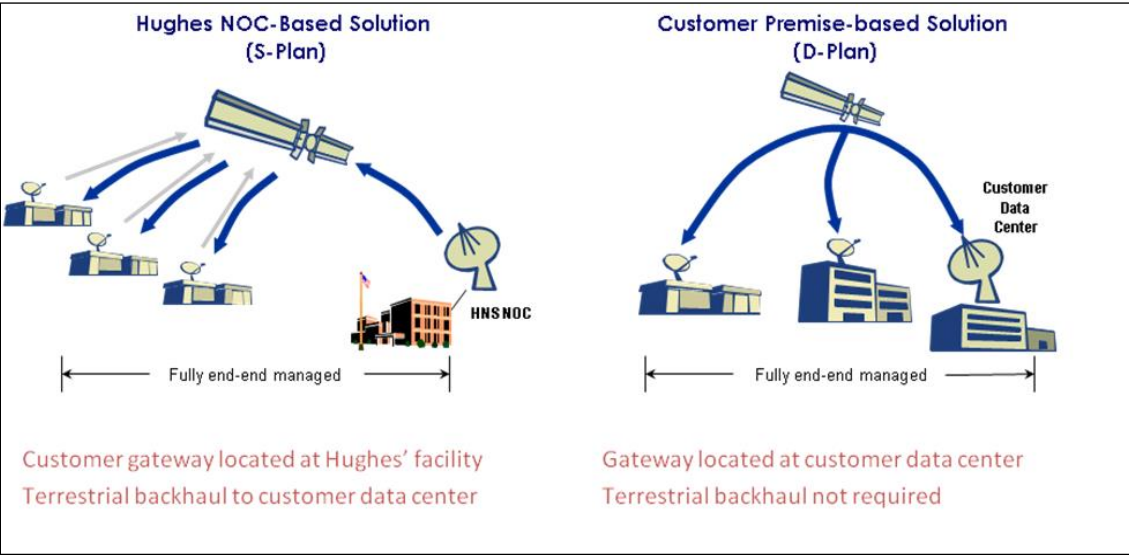 Hughes NOC-Based Solution
(S-Plan)
HNS NOC
Fully end-end managed
Customer gateway located at Hughes’ facility
Terrestrial backhaul to customer data center
Customer Premise-based Solution
(D-Plan)
Customer
Data
Center
Fully end-end managed
Gateway located at customer data center
Terrestrial backhaul not required